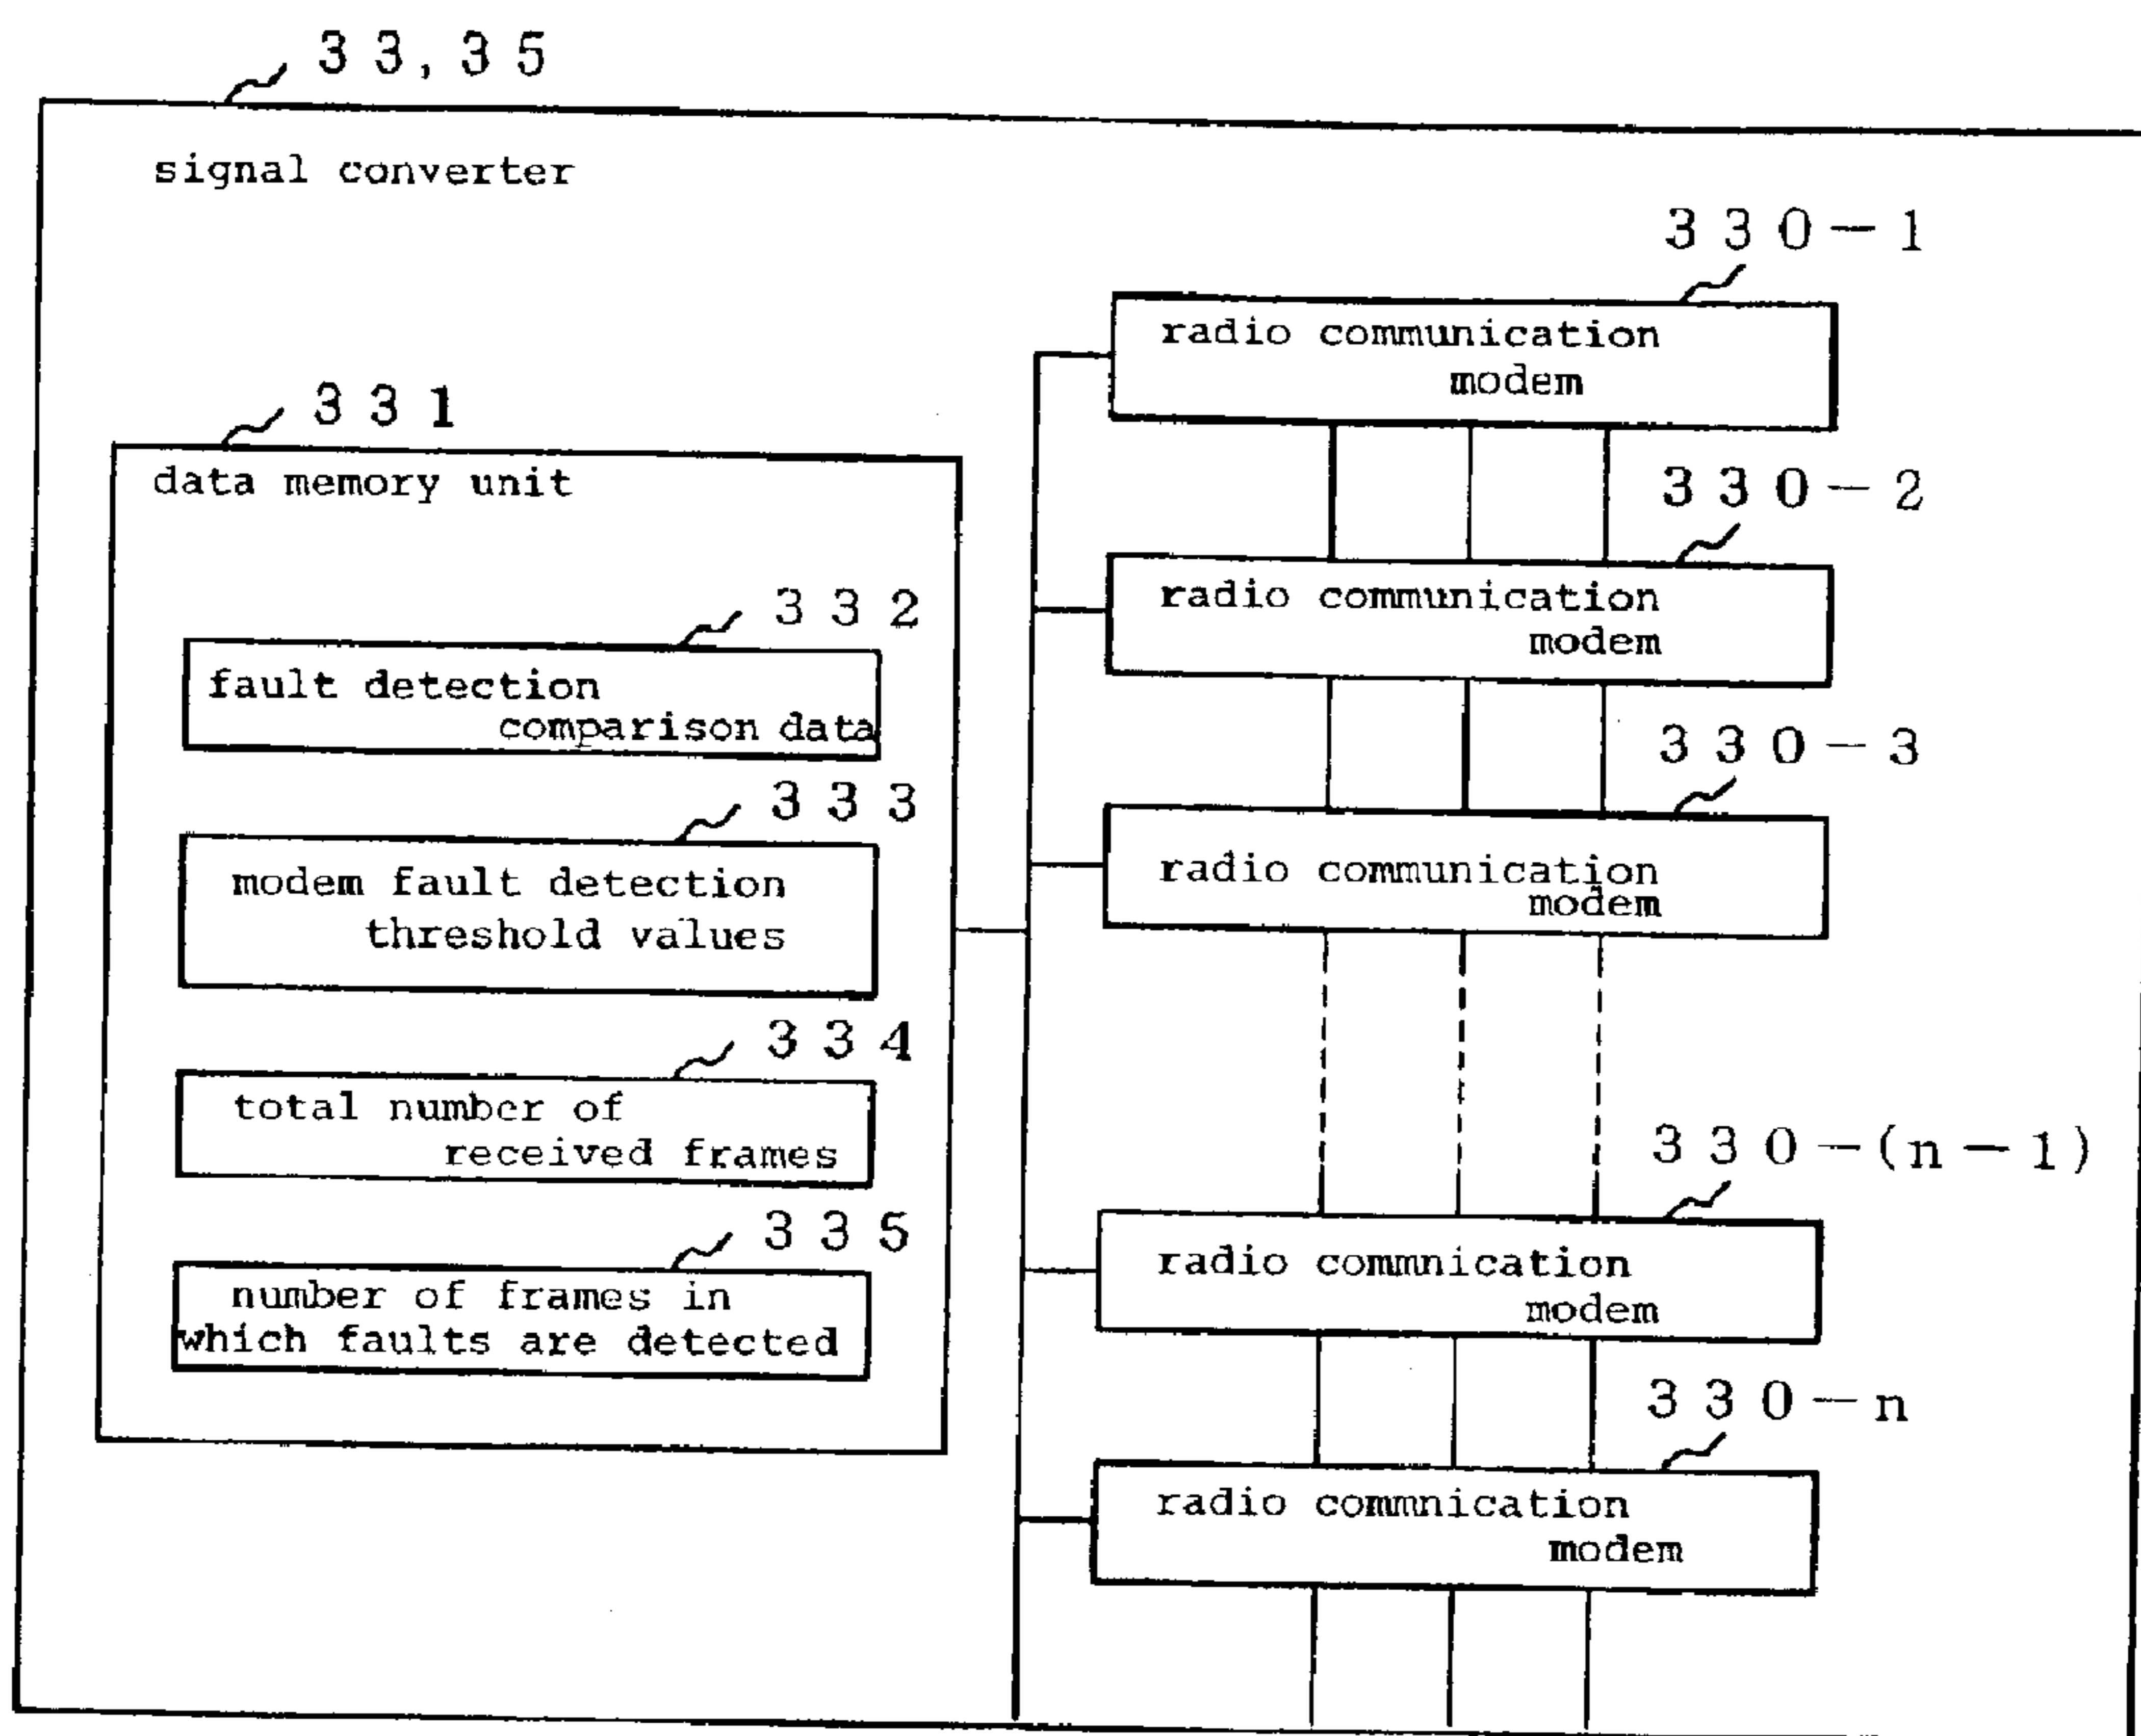 33,35
signal converter
331
data memory unit
332
fault detection
comparison data
333
modem fault detection
threshold values
334
total number of
received frames
335
number of frames in
which faults are detected
330-1
radio communication
modem
330-2
radio communication
modem
330-3
radio communication
modem
330-(n-1)
radio commnication
modem
330-n
radio commnication
modem